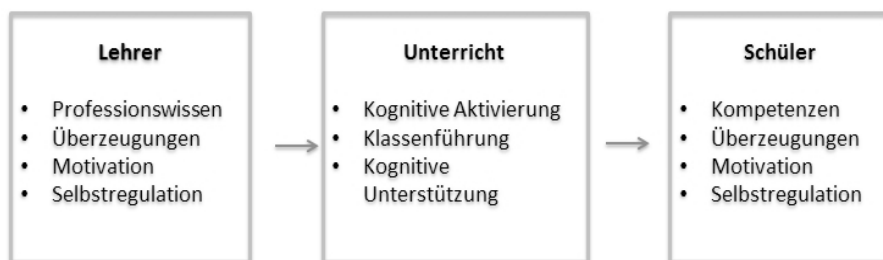 Lehrer
• Professionswissen
• Überzeugungen
• Motivation
• Selbstregulation
Unterricht
• Kognitive Aktivierung
• Klassenführung
• Kognitive
Unterstützung
Schüler
• Kompetenzen
• Überzeugungen
• Motivation
• Selbstregulation